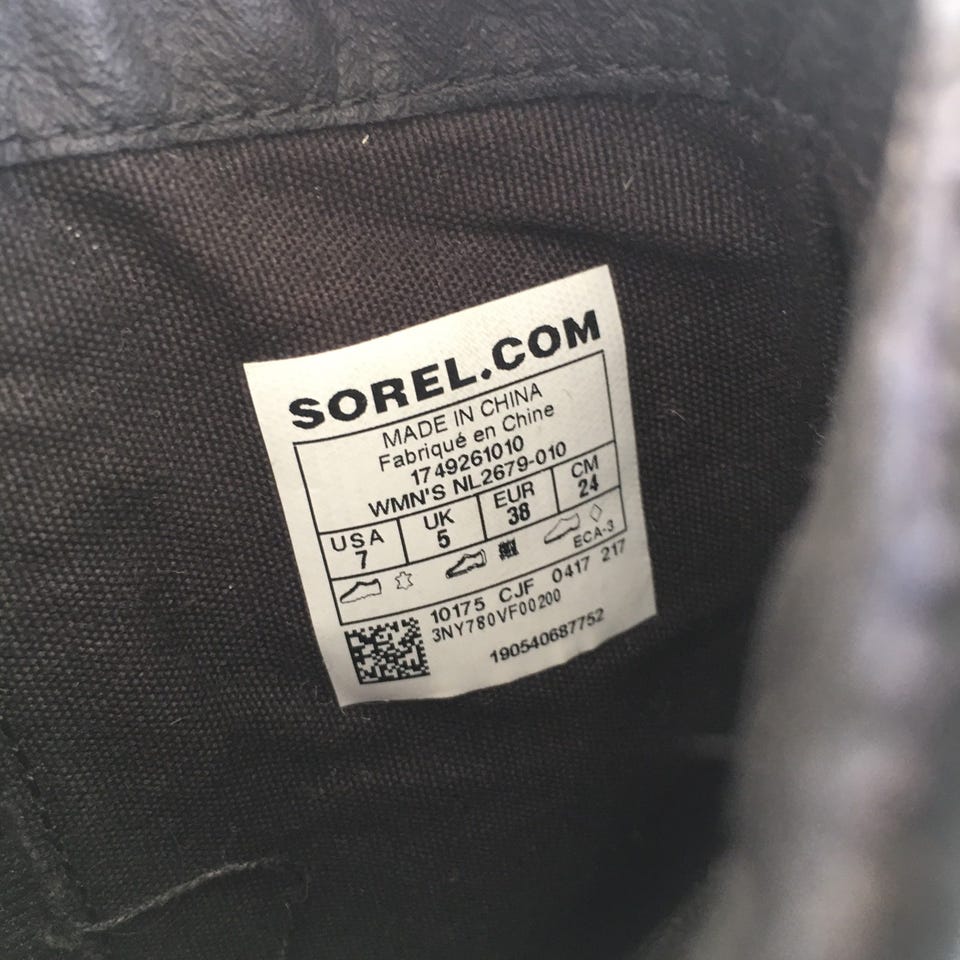 SOREL.COM
MADE IN CHINA
Fabriqué en Chine
1749261010
WMN'S NL2679-010
USA UK EUR CM
7 5 38 24
ECA-3
10175 CJF 0417 217
3NY780VF00200
190540687752